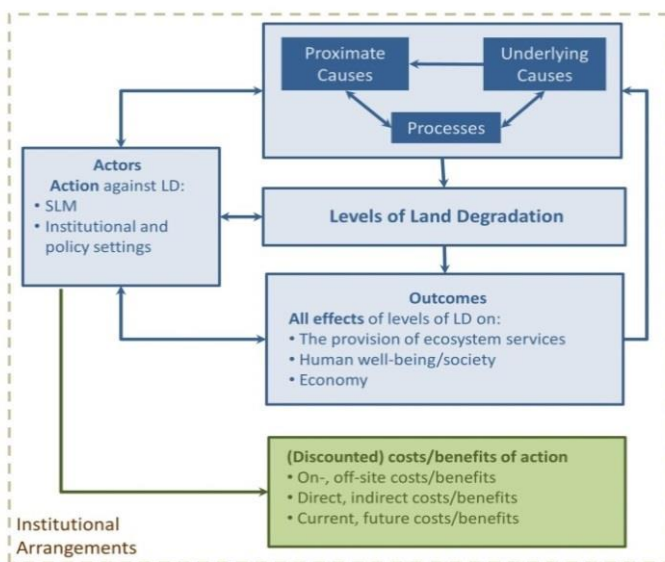 Proximate
Causes
Underlying
Causes
Processes
Actors
Action against LD:
• SLM
• Institutional and
policy settings
Levels of Land Degradation
Outcomes
All effects of levels of LD on:
• The provision of ecosystem services
• Human well-being/society
• Economy
(Discounted) costs/benefits of action
• On-, off-site costs/benefits
• Direct, indirect costs/benefits
• Current, future costs/benefits
Institutional
Arrangements